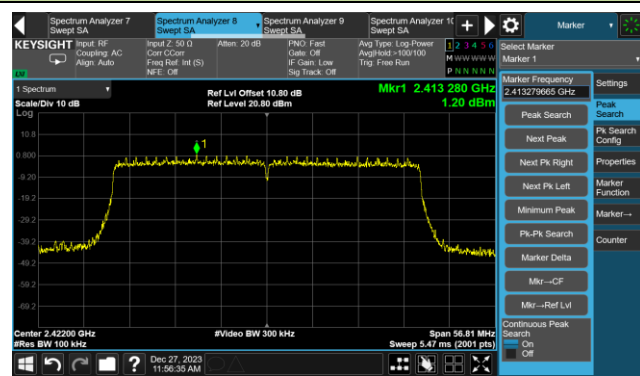 Spectrum Analyzer 7
Swept SA
Spectrum Analyzer 8
Swept SA
Spectrum Analyzer 9
Swept SA
Spectrum Analyzer 10
Swept SA
Marker
KEYSIGHT
Input: RF
Coupling: AC
Align: Auto
Input Z: 50 Ω
Corr CCorr
Freq Ref: Int (S)
NFE: Off
Atten: 20 dB
PNO: Fast
Gate: Off
IF Gain: Low
Sig Track: Off
Avg Type: Log-Power
Avg|Hold:>100/100
Trig: Free Run
1 2 3 4 5 6
M W W W W W
P N N N N N
LW
Select Marker
Marker 1
1 Spectrum
Scale/Div 10 dB
Log
Ref Lvl Offset 10.80 dB
Ref Level 20.80 dBm
Mkr1 2.413 280 GHz
1.20 dBm
10.8
0.800
-9.20
-19.2
-29.2
-39.2
-49.2
-59.2
-69.2
1
Center 2.42200 GHz
#Res BW 100 kHz
#Video BW 300 kHz
Span 56.81 MHz
Sweep 5.47 ms (2001 pts)
Marker Frequency
2.413279665 GHz
Peak Search
Next Peak
Next Pk Right
Next Pk Left
Minimum Peak
Pk-Pk Search
Marker Delta
Mkr→CF
Mkr→Ref Lvl
Continuous Peak
Search
On
Off
Settings
Peak
Search
Pk Search
Config
Properties
Marker
Function
Marker→
Counter
Dec 27, 2023
11:56:35 AM